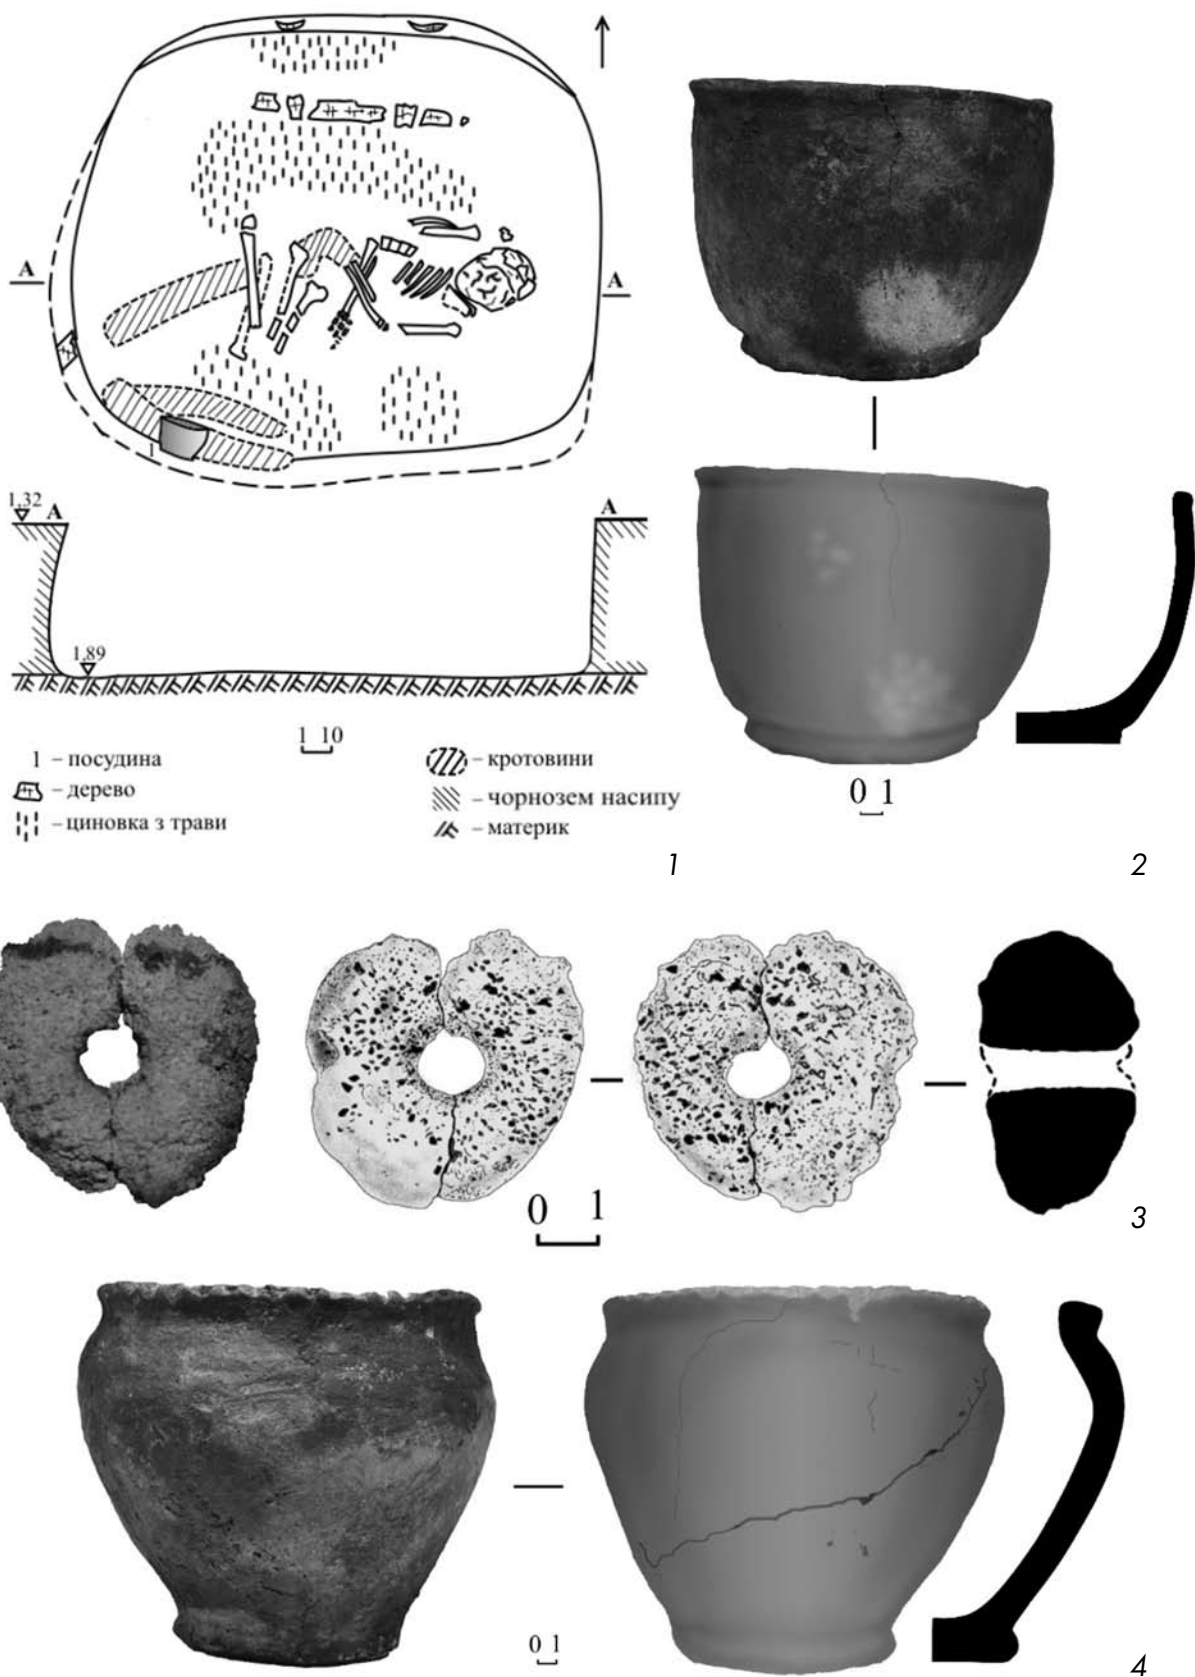 A
A
1
1,32
A
A
1,89
1 10
1 – посудина
– дерево
– циновка з трави
– кротовини
– чорнозем насипу
– материк
1
0 1
2
0 1
3
0 1
4